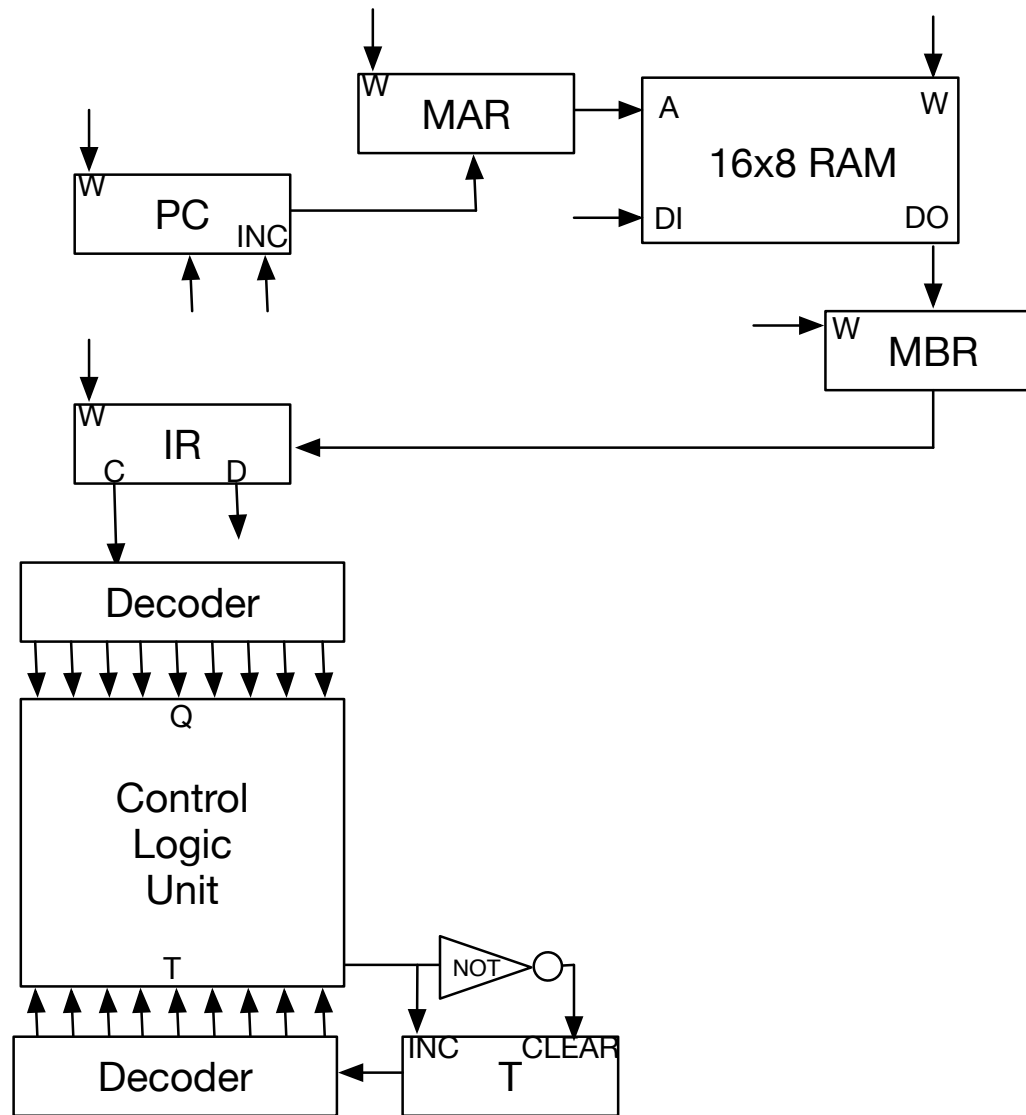 W
MAR
A
W
16x8 RAM
DI
DO
W
PC
INC
W
MBR
W
IR
C
D
Decoder
Q
Control
Logic
Unit
T
NOT
INC
CLEAR
T
Decoder